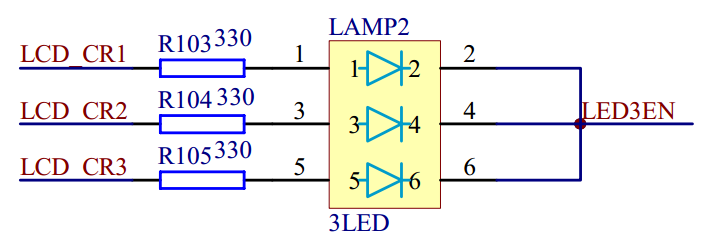 LAMP2
LCD_CR1 R103 330 1 1 2 2
LCD_CR2 R104 330 3 3 4 4 LED3EN
LCD_CR3 R105 330 5 5 6 6
3LED